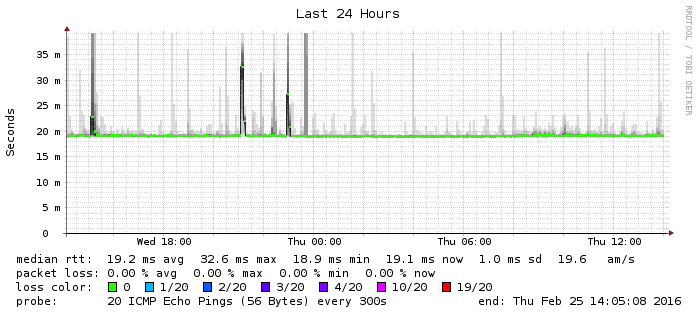 Last 24 Hours
RRDTOOL / TOBI OETIKER
Seconds
35 m
30 m
25 m
20 m
15 m
10 m
5 m
0
Wed 18:00 Thu 00:00 Thu 06:00 Thu 12:00
median rtt: 19.2 ms avg 32.6 ms max 18.9 ms min 19.1 ms now 1.0 ms sd 19.6 am/s
packet loss: 0.00 % avg 0.00 % max 0.00 % min 0.00 % now
loss color: 0 1/20 2/20 3/20 4/20 10/20 19/20
probe: 20 ICMP Echo Pings (56 Bytes) every 300s end: Thu Feb 25 14:05:08 2016